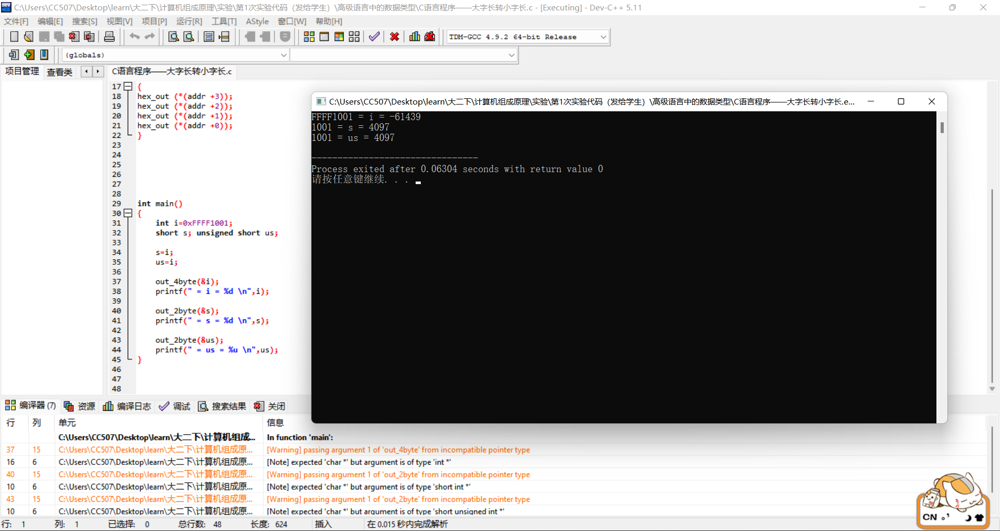 C:\Users\CC507\Desktop\learn\大二下\计算机组成原理\实验\第1次实验代码（发给学生）\高级语言中的数据类型\C语言程序——大字长转小字长.c - [Executing] - Dev-C++ 5.11
文件[F] 编辑[E] 搜索[S] 视图[V] 项目[P] 运行[R] 工具[T] AStyle 窗口[W] 帮助[H]
TDM-GCC 4.9.2 64-bit Release
(globals)
项目管理 查看类 C语言程序——大字长转小字长.c
17 {
18 hex_out (*(addr +3));
19 hex_out (*(addr +2));
20 hex_out (*(addr +1));
21 hex_out (*(addr +0));
22 }
23
24
25
26
27
28
29 int main()
30 {
31 int i=0xFFFF1001;
32 short s; unsigned short us;
33
34 s=i;
35 us=i;
36
37 out_4byte(&i);
38 printf(" = i = %d \n",i);
39
40 out_2byte(&s);
41 printf(" = s = %d \n",s);
42
43 out_2byte(&us);
44 printf(" = us = %u \n",us);
45 }
46
47
48
C:\Users\CC507\Desktop\learn\大二下\计算机组成原理\实验\第1次实验代码（发给学生）\高级语言中的数据类型\C语言程序——大字长转小字长.e...
FFFF1001 = i = -61439
1001 = s = 4097
1001 = us = 4097
--------------------------------
Process exited after 0.06304 seconds with return value 0
请按任意键继续. . .
编译器 (7) 资源 编译日志 调试 搜索结果 关闭
行 列 单元 信息
C:\Users\CC507\Desktop\learn\大二下\计算机组成... In function 'main':
37 15 C:\Users\CC507\Desktop\learn\大二下\计算机组成原... [Warning] passing argument 1 of 'out_4byte' from incompatible pointer type
16 6 C:\Users\CC507\Desktop\learn\大二下\计算机组成原... [Note] expected 'char *' but argument is of type 'int *'
40 15 C:\Users\CC507\Desktop\learn\大二下\计算机组成原... [Warning] passing argument 1 of 'out_2byte' from incompatible pointer type
10 6 C:\Users\CC507\Desktop\learn\大二下\计算机组成原... [Note] expected 'char *' but argument is of type 'short int *'
43 15 C:\Users\CC507\Desktop\learn\大二下\计算机组成原... [Warning] passing argument 1 of 'out_2byte' from incompatible pointer type
10 6 C:\Users\CC507\Desktop\learn\大二下\计算机组成原... [Note] expected 'char *' but argument is of type 'short unsigned int *'
行: 1 列: 1 已选择: 0 总行数: 48 长度: 624 插入 在 0.015 秒内完成解析
CN